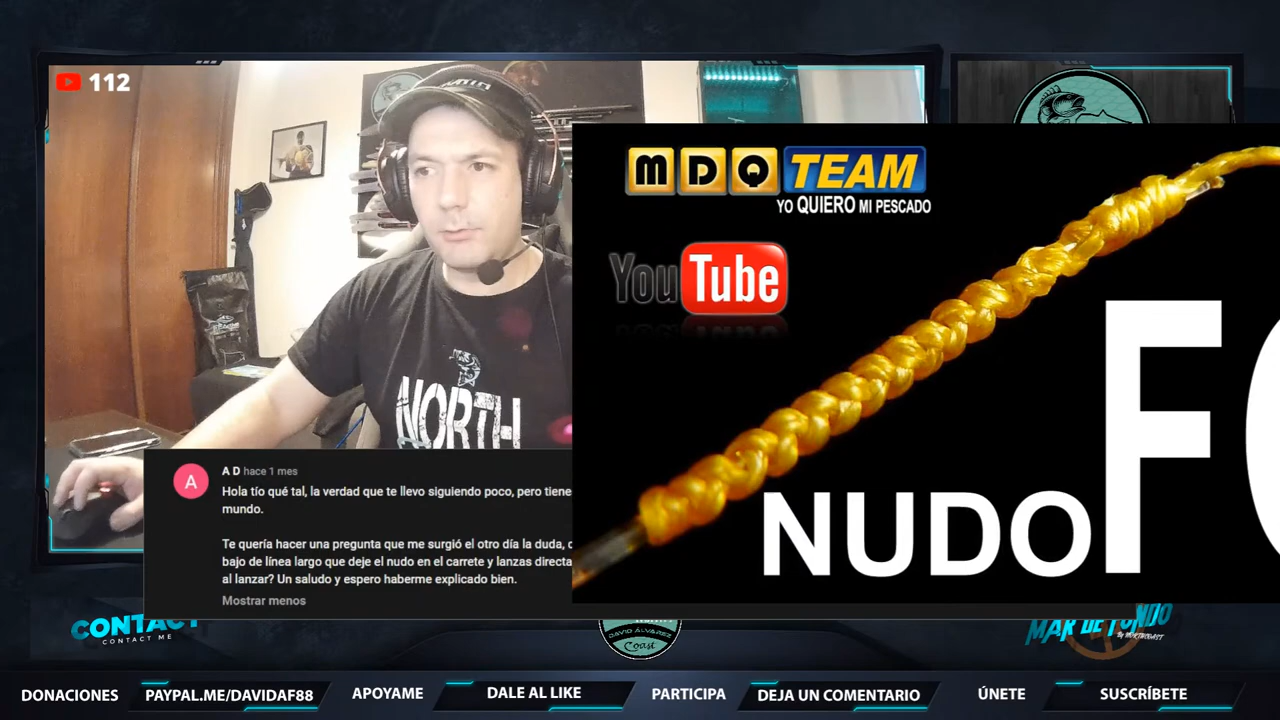 112
MDQ TEAM
YO QUIERO MI PESCADO
YouTube
NORTH
NUDO F
A
A D hace 1 mes
Hola tío qué tal, la verdad que te llevo siguiendo poco, pero tiene
mundo.
Te quería hacer una pregunta que me surgió el otro día la duda,
bajo de línea largo que deje el nudo en el carrete y lanzas directa
al lanzar? Un saludo y espero haberme explicado bien.
Mostrar menos
CONTACT
CONTACT ME
DAVID ÁLVAREZ
Coast
MAR DE FONDO
DONACIONES
PAYPAL.ME/DAVIDAF88
APOYAME
DALE AL LIKE
PARTICIPA
DEJA UN COMENTARIO
ÚNETE
SUSCRÍBETE